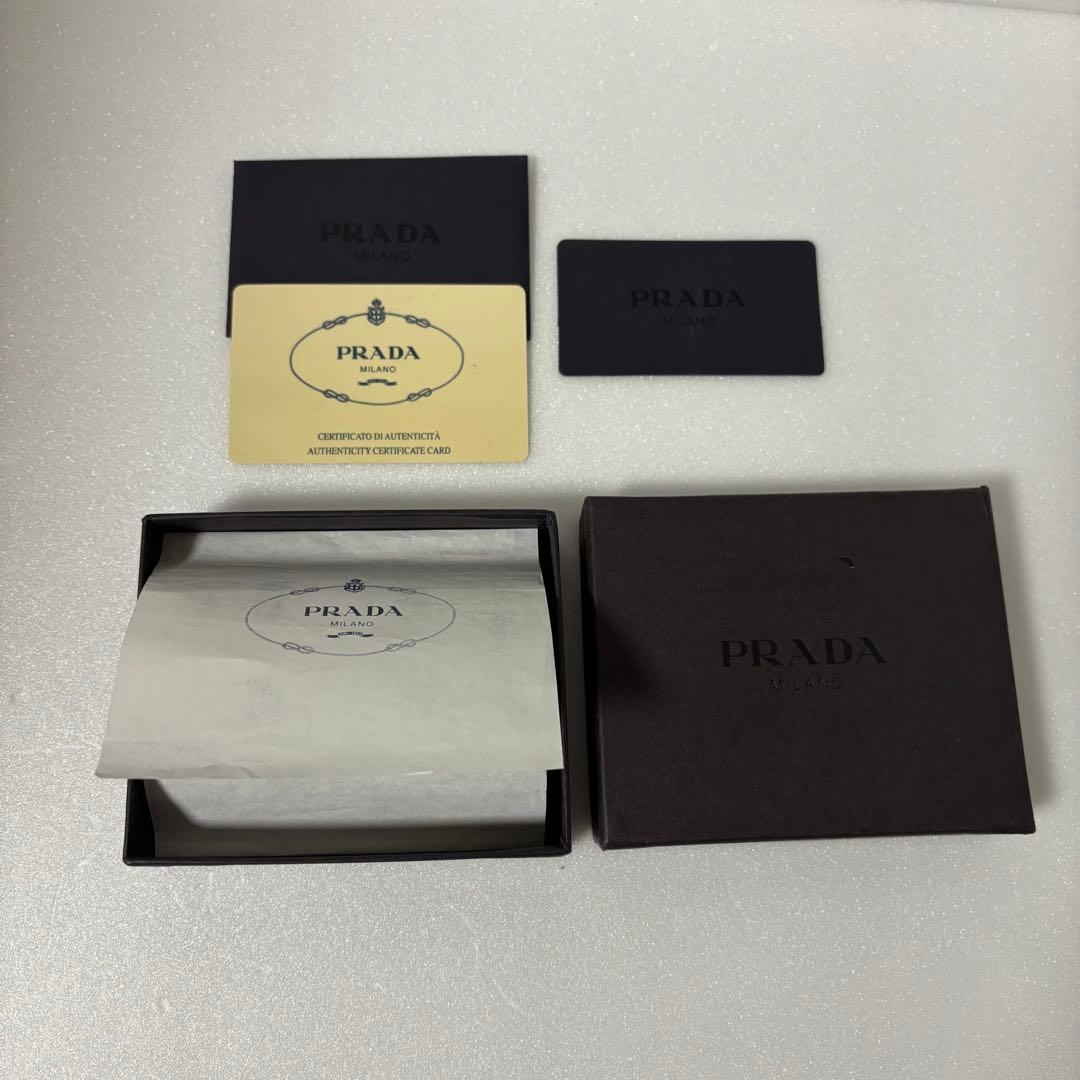 PRADA
MILANO
PRADA
MILANO
CERTIFICATO DI AUTENTICITÀ
AUTHENTICITY CERTIFICATE CARD
PRADA
MILANO
PRADA
MILANO
PRADA
MILANO